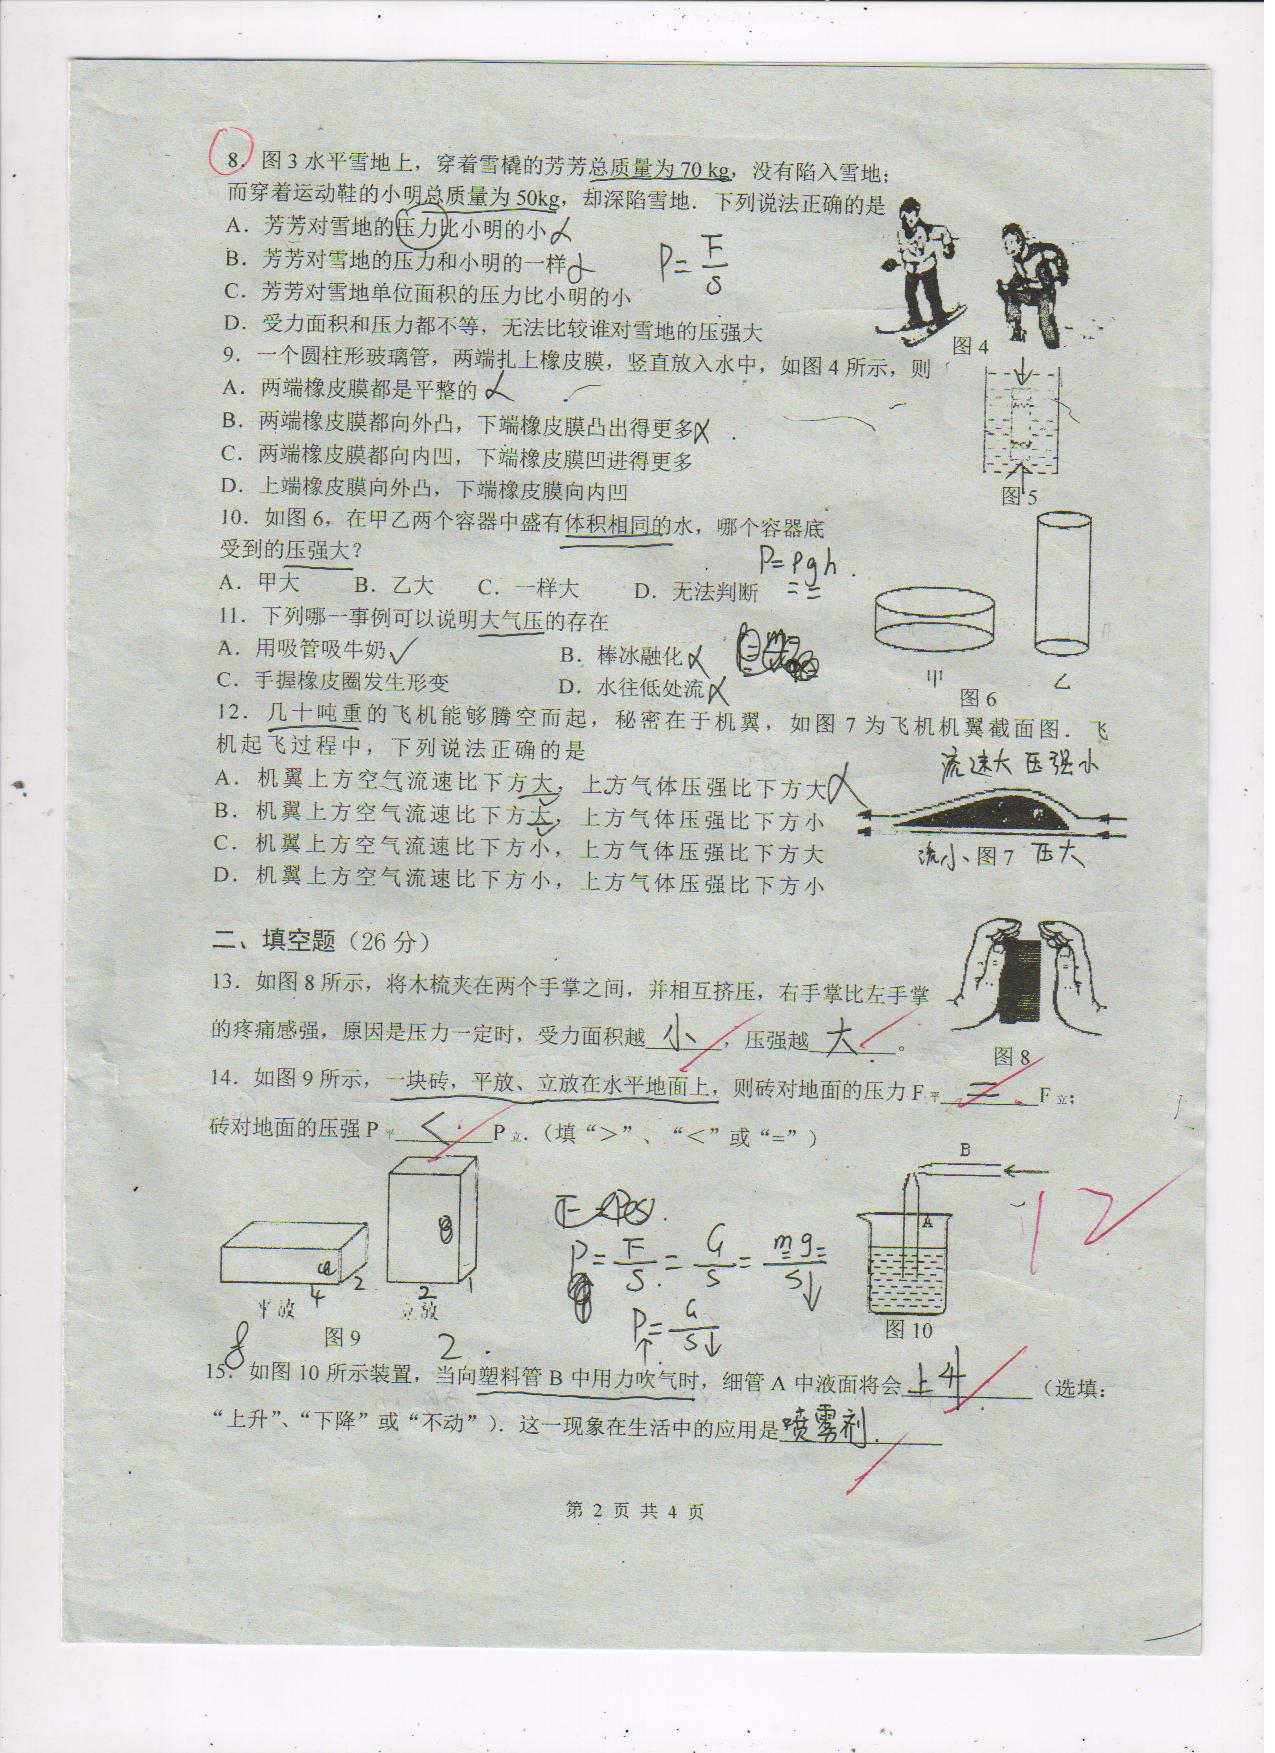 8．图 3 水平雪地上，穿着雪橇的芳芳总质量为 70 kg，没有陷入雪地；
而穿着运动鞋的小明总质量为 50kg，却深陷雪地．下列说法正确的是
A．芳芳对雪地的压力比小明的小
B．芳芳对雪地的压力和小明的一样
P= F/S
C．芳芳对雪地单位面积的压力比小明的小
D．受力面积和压力都不等，无法比较谁对雪地的压强大
图 4
9．一个圆柱形玻璃管，两端扎上橡皮膜，竖直放入水中，如图 4 所示，则
A．两端橡皮膜都是平整的
B．两端橡皮膜都向外凸，下端橡皮膜凸出得更多
C．两端橡皮膜都向内凹，下端橡皮膜凹进得更多
D．上端橡皮膜向外凸，下端橡皮膜向内凹
图 5
10．如图 6，在甲乙两个容器中盛有体积相同的水，哪个容器底
受到的压强大？
P=ρgh
A．甲大 B．乙大 C．一样大 D．无法判断
11．下列哪一事例可以说明大气压的存在
A．用吸管吸牛奶 ✓ B．棒冰融化
C．手握橡皮圈发生形变 D．水往低处流
甲 乙
图 6
12．几十吨重的飞机能够腾空而起，秘密在于机翼，如图 7 为飞机机翼截面图．飞
机起飞过程中，下列说法正确的是
流速大 压强小
A．机翼上方空气流速比下方大，上方气体压强比下方大
B．机翼上方空气流速比下方大，上方气体压强比下方小
C．机翼上方空气流速比下方小，上方气体压强比下方大
流小 图 7 压大
D．机翼上方空气流速比下方小，上方气体压强比下方小
二、填空题（26 分）
13．如图 8 所示，将木梳夹在两个手掌之间，并相互挤压，右手掌比左手掌
的疼痛感强，原因是压力一定时，受力面积越 小 ，压强越 大 。
图 8
14．如图 9 所示，一块砖，平放、立放在水平地面上，则砖对地面的压力 F平 = F立；
砖对地面的压强 P平 < P立．（填“＞”、“＜”或“=”）
B
A
12
P= F/S = G/S = mg/S↓
P↑= G/S↓
4 2 2 1
平放 立放
图 9
图 10
8 2
15．如图 10 所示装置，当向塑料管 B 中用力吹气时，细管 A 中液面将会 上升 （选填：
“上升”、“下降”或“不动”）．这一现象在生活中的应用是 喷雾剂．
第 2 页 共 4 页